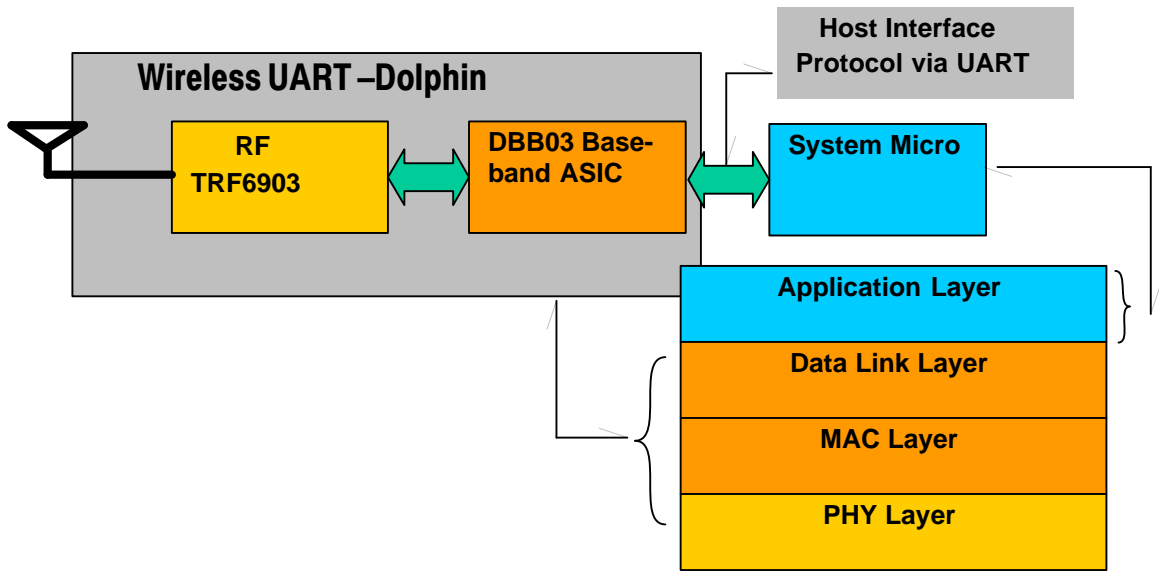 Host Interface
Protocol via UART
Wireless UART –Dolphin
RF
TRF6903
DBB03 Base-
band ASIC
System Micro
Application Layer
Data Link Layer
MAC Layer
PHY Layer